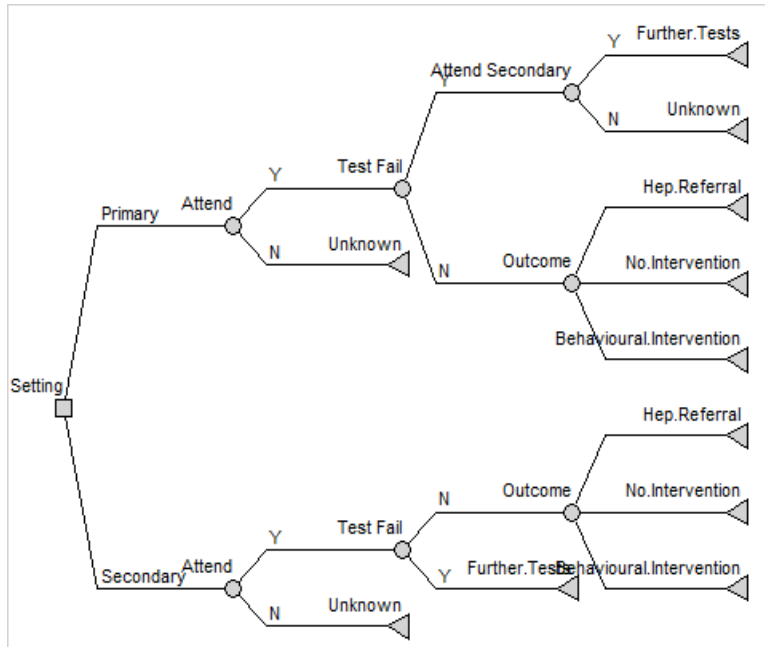 Further.Tests
Y
Attend Secondary
Y
N
Unknown
Hep.Referral
Test Fail
Y
Attend
Primary
N
Unknown
N
Outcome
No.Intervention
Behavioural.Intervention
Setting
Hep.Referral
N
Outcome
No.Intervention
Test Fail
Y
Attend
Secondary
Y
Further.Tests
Behavioural.Intervention
N
Unknown